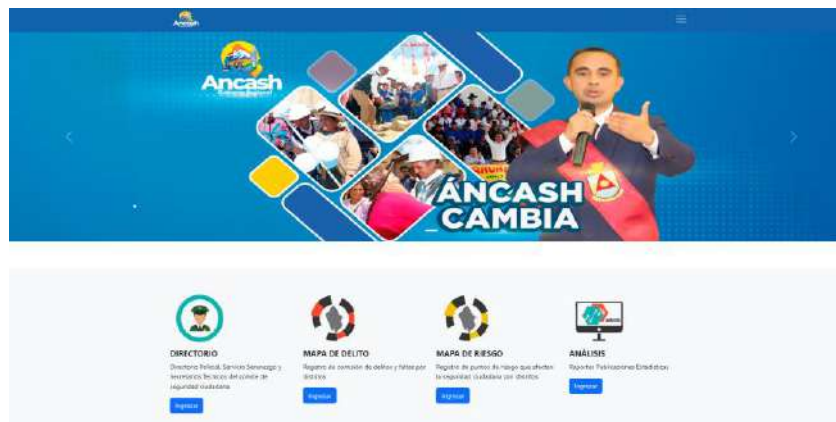 Ancash
Ancash
ÁNCASH
CAMBIA
DIRECTORIO
Directorio Policial, Servicio Serenazgo y
Secretarios Técnicos del comité de
seguridad ciudadana
Ingresar
MAPA DE DELITO
Registro de comisión de delitos y faltas por
distritos
Ingresar
MAPA DE RIESGO
Registro de puntos de riesgo que afecten
la seguridad ciudadana por distritos
Ingresar
ANÁLISIS
Reportes Publicaciones Estadísticas
Ingresar